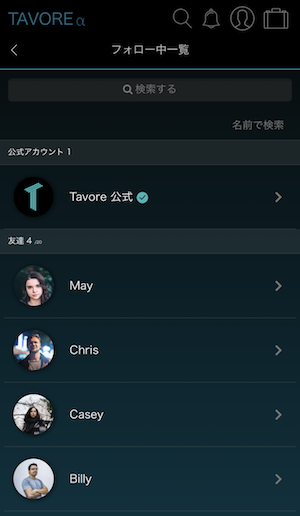 TAVORE α
フォロー中一覧
検索する
名前で検索
公式アカウント 1
Tavore 公式
友達 4 /20
May
Chris
Casey
Billy